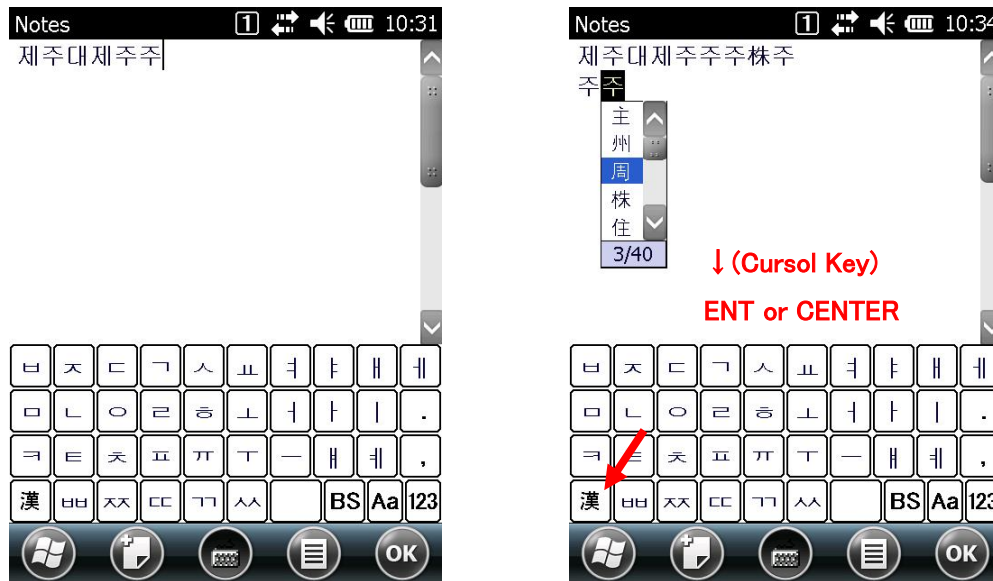 Notes 1 10:31
제주대제주주
ㅂ ㅈ ㄷ ㄱ ㅅ ㅛ ㅕ ㅑ ㅐ ㅔ
ㅁ ㄴ ㅇ ㄹ ㅎ ㅗ ㅓ ㅏ ㅣ .
ㅋ ㅌ ㅊ ㅍ ㅠ ㅜ ㅡ ㅒ ㅖ ,
漢 ㅃ ㅉ ㄸ ㄲ ㅆ BS Aa 123
OK
Notes 1 10:34
제주대제주주주株주
주주
主
州
周
株
住
3/40
↓(Cursol Key)
ENT or CENTER
ㅂ ㅈ ㄷ ㄱ ㅅ ㅛ ㅕ ㅑ ㅐ ㅔ
ㅁ ㄴ ㅇ ㄹ ㅎ ㅗ ㅓ ㅏ ㅣ .
ㅋ ㅌ ㅊ ㅍ ㅠ ㅜ ㅡ ㅒ ㅖ ,
漢 ㅃ ㅉ ㄸ ㄲ ㅆ BS Aa 123
OK